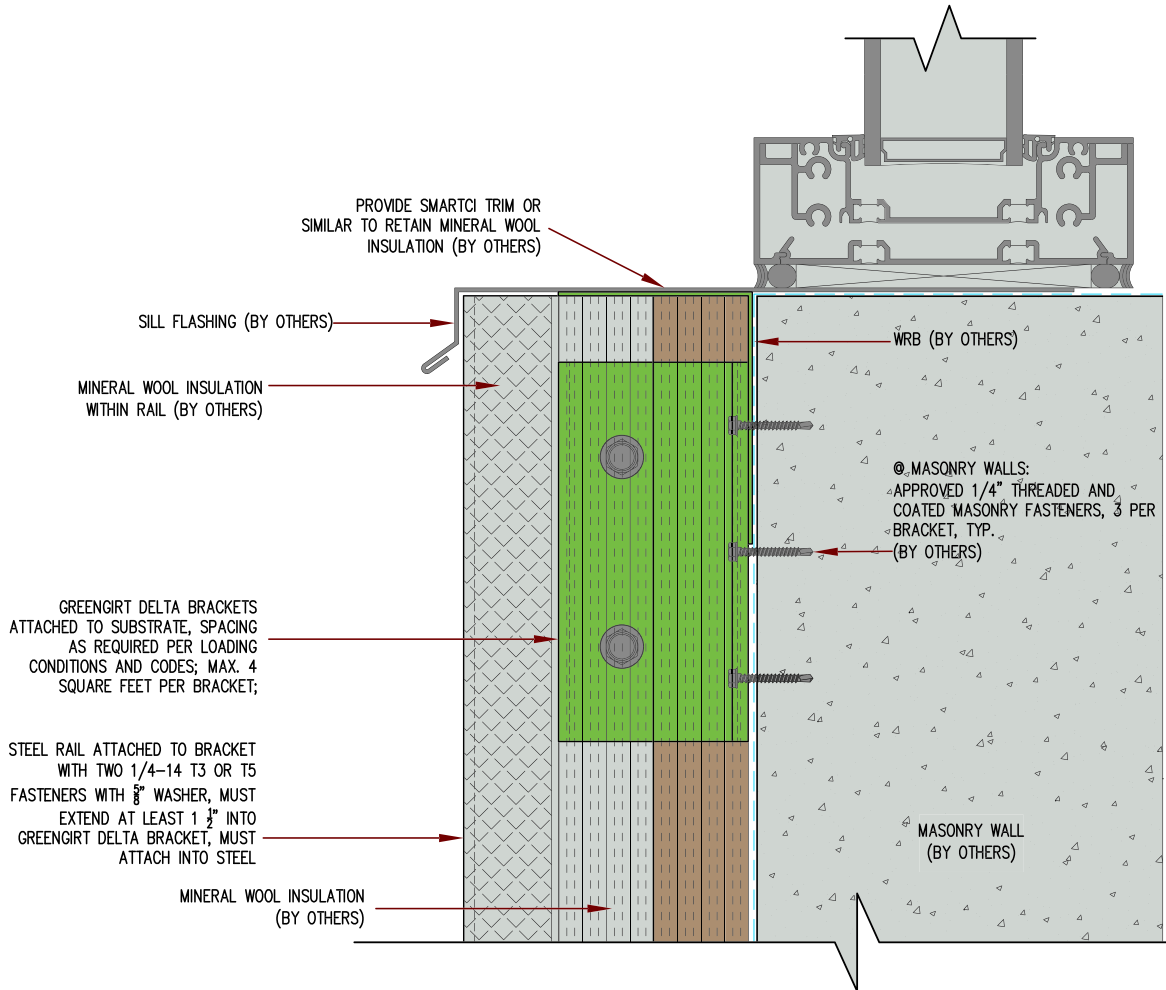 PROVIDE SMARTCI TRIM OR
SIMILAR TO RETAIN MINERAL WOOL
INSULATION (BY OTHERS)
SILL FLASHING (BY OTHERS)
WRB (BY OTHERS)
MINERAL WOOL INSULATION
WITHIN RAIL (BY OTHERS)
@ MASONRY WALLS:
APPROVED 1/4" THREADED AND
COATED MASONRY FASTENERS, 3 PER
BRACKET, TYP.
(BY OTHERS)
GREENGIRT DELTA BRACKETS
ATTACHED TO SUBSTRATE, SPACING
AS REQUIRED PER LOADING
CONDITIONS AND CODES; MAX. 4
SQUARE FEET PER BRACKET;
STEEL RAIL ATTACHED TO BRACKET
WITH TWO 1/4-14 T3 OR T5
FASTENERS WITH 5/8" WASHER, MUST
EXTEND AT LEAST 1 1/2" INTO
GREENGIRT DELTA BRACKET, MUST
ATTACH INTO STEEL
MASONRY WALL
(BY OTHERS)
MINERAL WOOL INSULATION
(BY OTHERS)